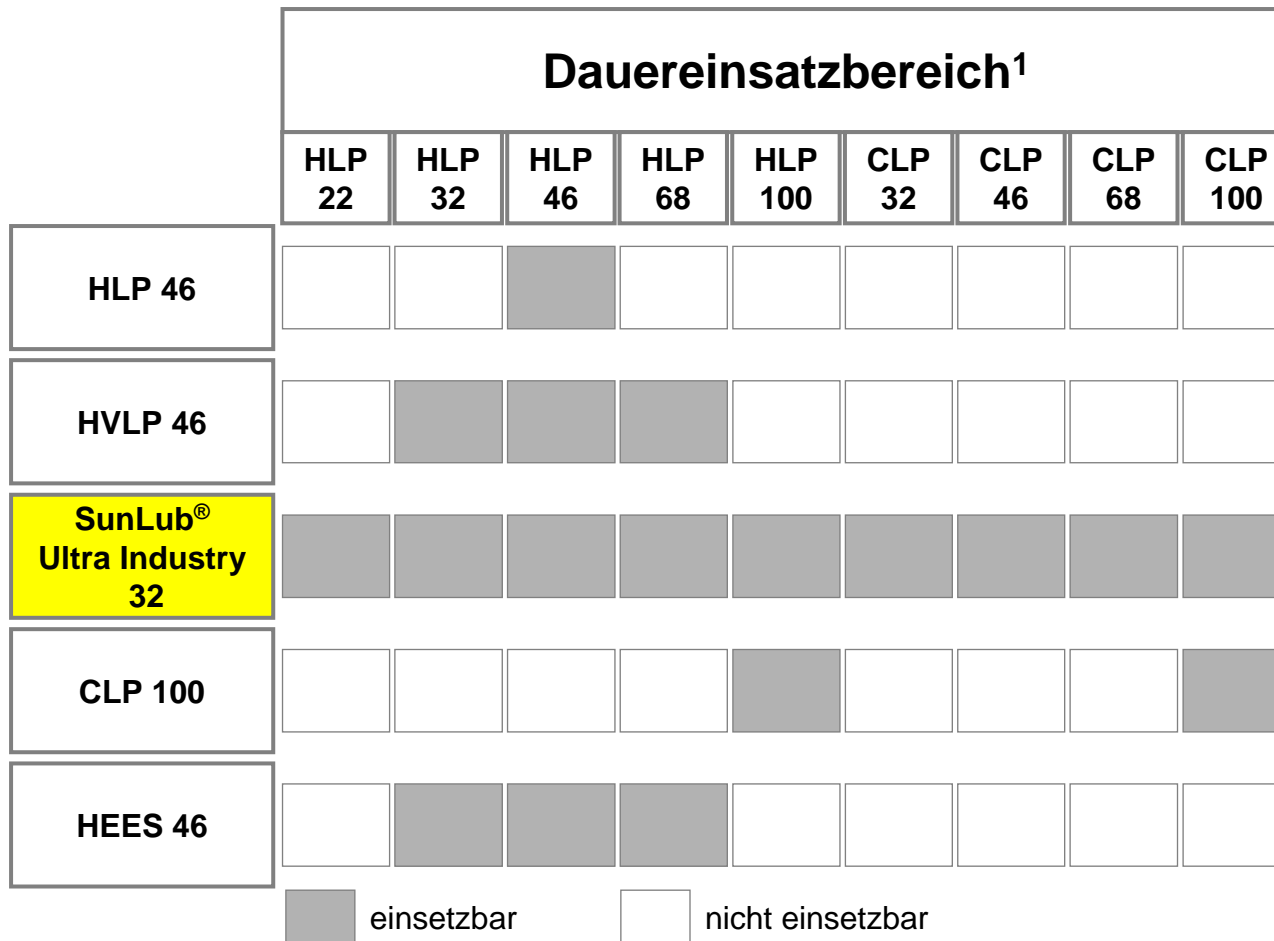 Dauereinsatzbereich¹
HLP 22
HLP 32
HLP 46
HLP 68
HLP 100
CLP 32
CLP 46
CLP 68
CLP 100
HLP 46
HVLP 46
SunLub®
Ultra Industry
32
CLP 100
HEES 46
einsetzbar
nicht einsetzbar